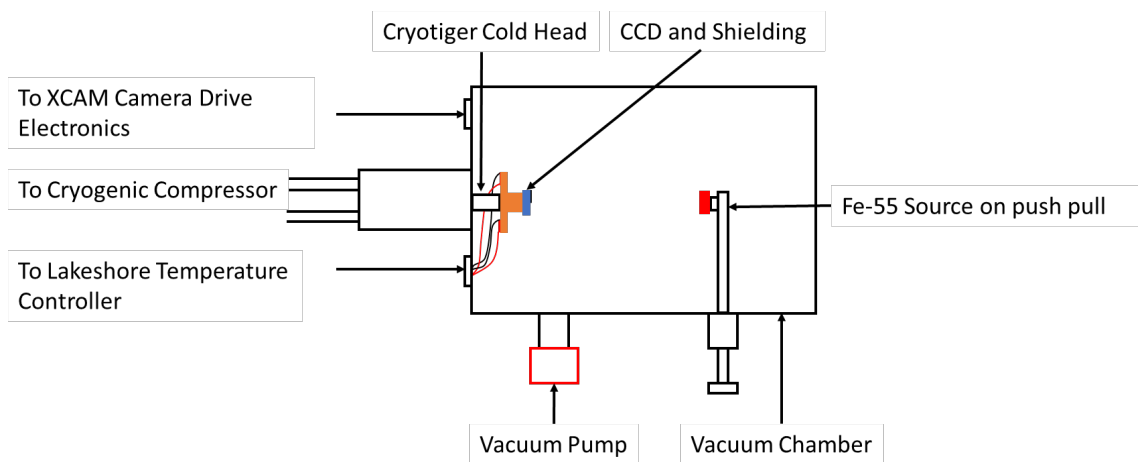 Cryotiger Cold Head
CCD and Shielding
To XCAM Camera Drive
Electronics
To Cryogenic Compressor
Fe-55 Source on push pull
To Lakeshore Temperature
Controller
Vacuum Pump
Vacuum Chamber